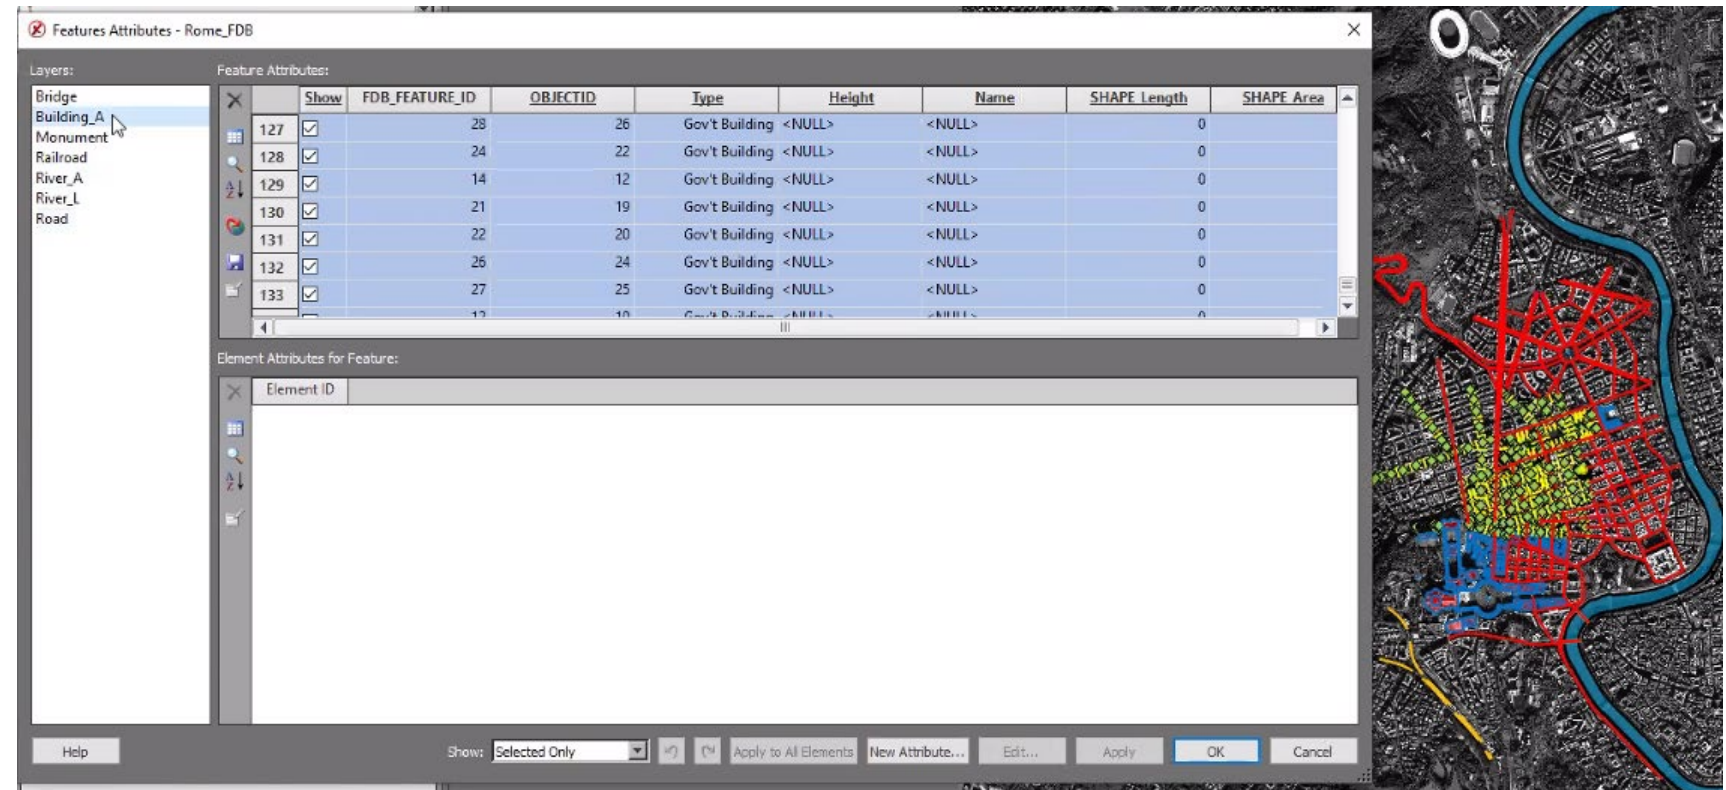 Features Attributes - Rome_FDB
Layers:
Feature Attributes:
Bridge
Building_A
Monument
Railroad
River_A
River_L
Road
Show FDB_FEATURE_ID OBJECTID Type Height Name SHAPE_Length SHAPE_Area
127 28 26 Gov't Building <NULL> <NULL> 0
128 24 22 Gov't Building <NULL> <NULL> 0
129 14 12 Gov't Building <NULL> <NULL> 0
130 21 19 Gov't Building <NULL> <NULL> 0
131 22 20 Gov't Building <NULL> <NULL> 0
132 26 24 Gov't Building <NULL> <NULL> 0
133 27 25 Gov't Building <NULL> <NULL> 0
Element Attributes for Feature:
Element ID
Help
Show: Selected Only
Apply to All Elements
New Attribute...
Edit...
Apply
OK
Cancel